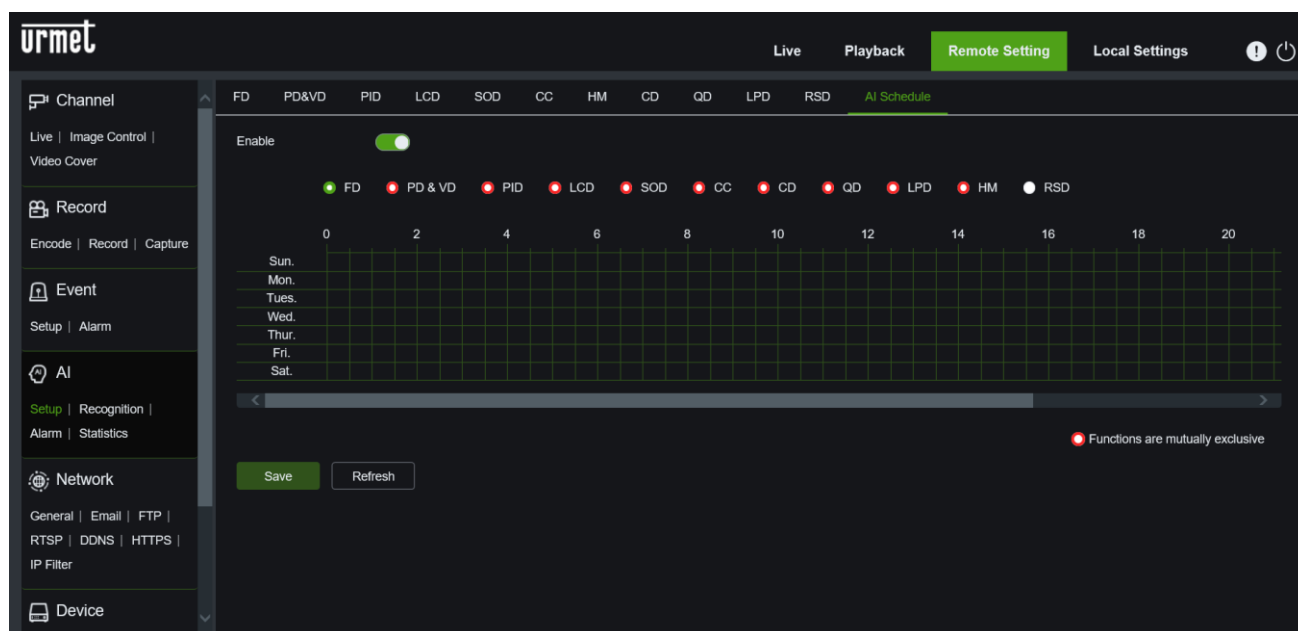 urmet
Live Playback Remote Setting Local Settings
Channel
Live | Image Control |
Video Cover
Record
Encode | Record | Capture
Event
Setup | Alarm
AI
Setup | Recognition |
Alarm | Statistics
Network
General | Email | FTP |
RTSP | DDNS | HTTPS |
IP Filter
Device
FD PD&VD PID LCD SOD CC HM CD QD LPD RSD AI Schedule
Enable
FD PD & VD PID LCD SOD CC CD QD LPD HM RSD
0 2 4 6 8 10 12 14 16 18 20
Sun.
Mon.
Tues.
Wed.
Thur.
Fri.
Sat.
Functions are mutually exclusive
Save Refresh